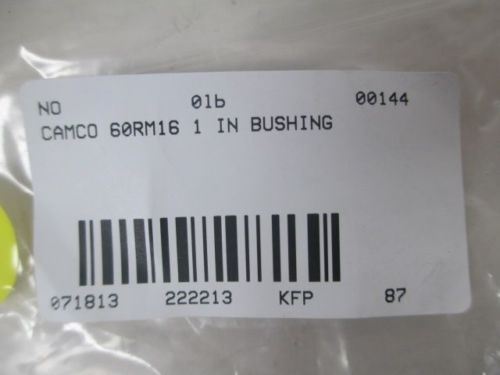 NO 01b 00144
CAMCO 60RM16 1 IN BUSHING
071813 222213 KFP 87